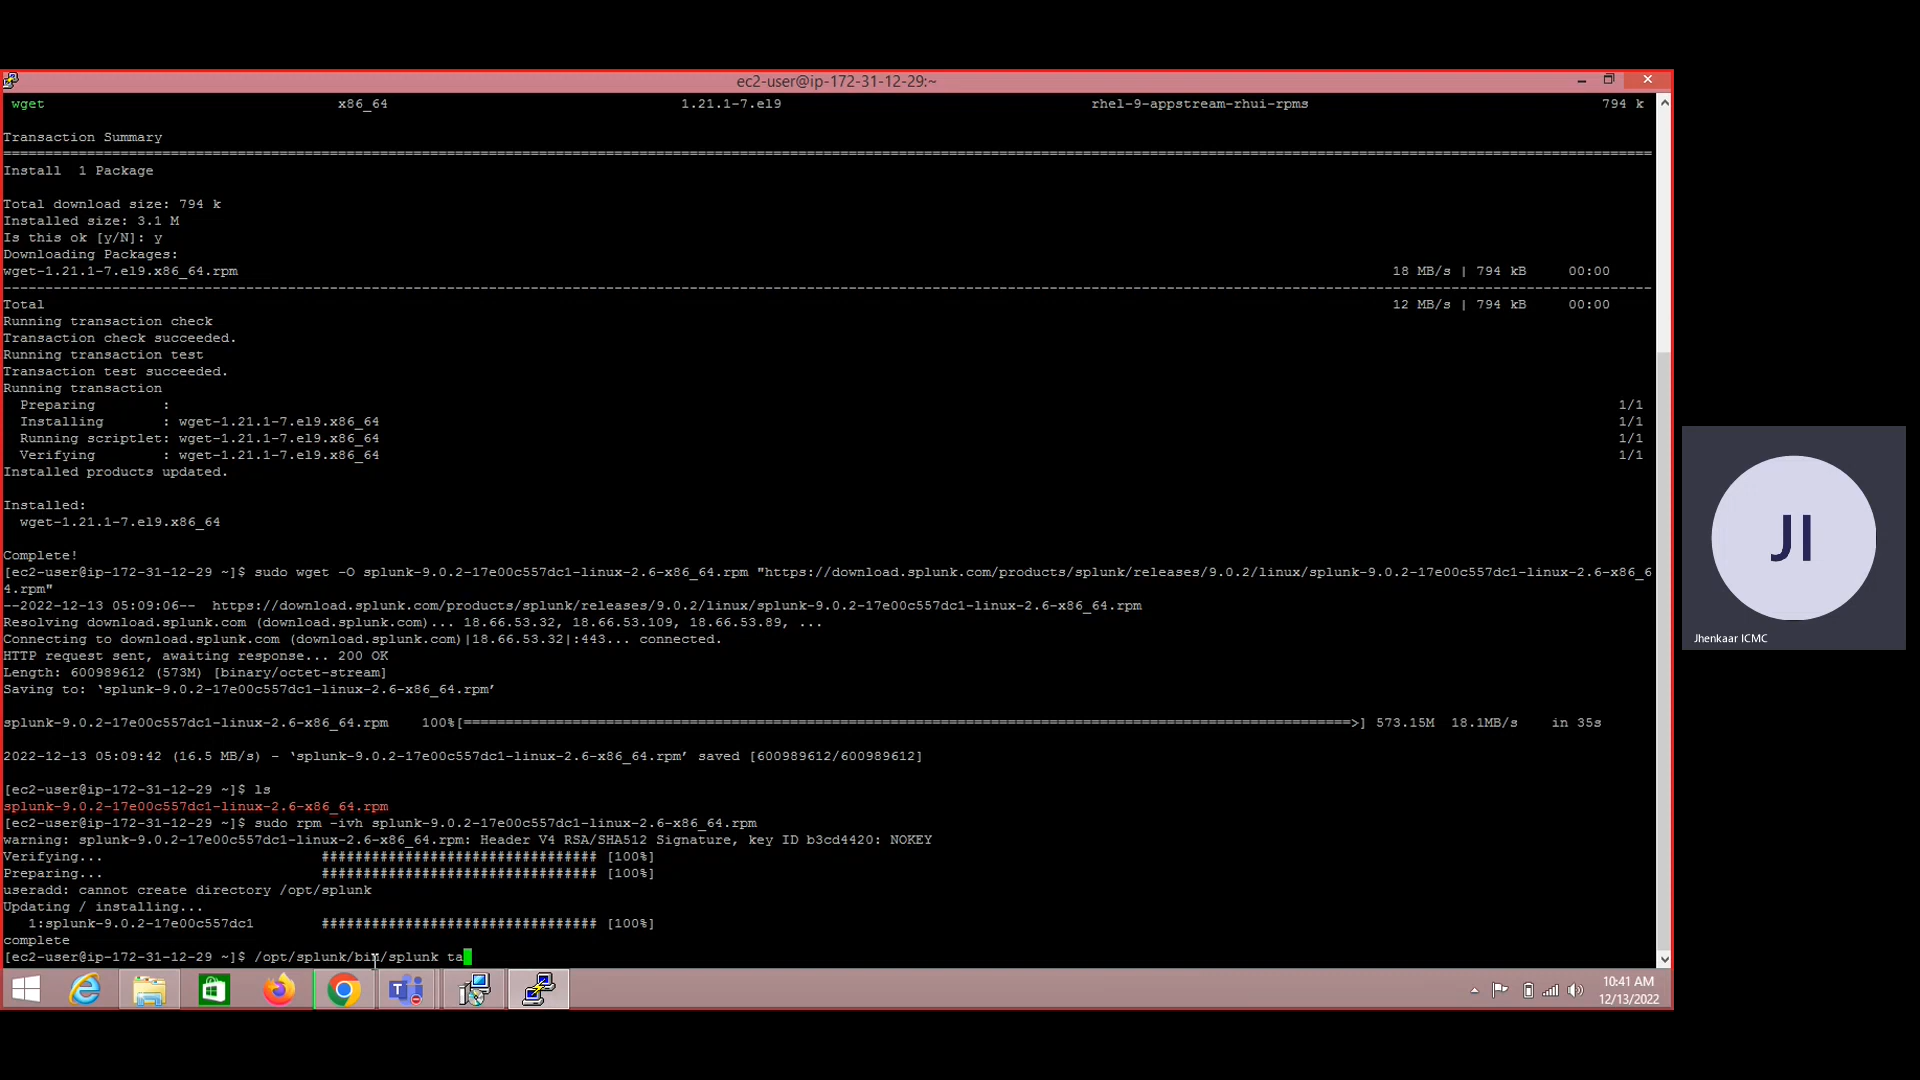 ec2-user@ip-172-31-12-29:~
wget x86_64 1.21.1-7.el9 rhel-9-appstream-rhui-rpms 794 k
Transaction Summary
Install 1 Package
Total download size: 794 k
Installed size: 3.1 M
Is this ok [y/N]: y
Downloading Packages:
wget-1.21.1-7.el9.x86_64.rpm 18 MB/s | 794 kB 00:00
Total 12 MB/s | 794 kB 00:00
Running transaction check
Transaction check succeeded.
Running transaction test
Transaction test succeeded.
Running transaction
Preparing : 1/1
Installing : wget-1.21.1-7.el9.x86_64 1/1
Running scriptlet: wget-1.21.1-7.el9.x86_64 1/1
Verifying : wget-1.21.1-7.el9.x86_64 1/1
Installed products updated.
Installed:
wget-1.21.1-7.el9.x86_64
Complete!
[ec2-user@ip-172-31-12-29 ~]$ sudo wget -O splunk-9.0.2-17e00c557dc1-linux-2.6-x86_64.rpm "https://download.splunk.com/products/splunk/releases/9.0.2/linux/splunk-9.0.2-17e00c557dc1-linux-2.6-x86_6
4.rpm"
--2022-12-13 05:09:06-- https://download.splunk.com/products/splunk/releases/9.0.2/linux/splunk-9.0.2-17e00c557dc1-linux-2.6-x86_64.rpm
Resolving download.splunk.com (download.splunk.com)... 18.66.53.32, 18.66.53.109, 18.66.53.89, ...
Connecting to download.splunk.com (download.splunk.com)|18.66.53.32|:443... connected.
HTTP request sent, awaiting response... 200 OK
Length: 600989612 (573M) [binary/octet-stream]
Saving to: ‘splunk-9.0.2-17e00c557dc1-linux-2.6-x86_64.rpm’
splunk-9.0.2-17e00c557dc1-linux-2.6-x86_64.rpm 100%[==========================================================================================================>] 573.15M 18.1MB/s in 35s
2022-12-13 05:09:42 (16.5 MB/s) - ‘splunk-9.0.2-17e00c557dc1-linux-2.6-x86_64.rpm’ saved [600989612/600989612]
[ec2-user@ip-172-31-12-29 ~]$ ls
splunk-9.0.2-17e00c557dc1-linux-2.6-x86_64.rpm
[ec2-user@ip-172-31-12-29 ~]$ sudo rpm -ivh splunk-9.0.2-17e00c557dc1-linux-2.6-x86_64.rpm
warning: splunk-9.0.2-17e00c557dc1-linux-2.6-x86_64.rpm: Header V4 RSA/SHA512 Signature, key ID b3cd4420: NOKEY
Verifying... ################################# [100%]
Preparing... ################################# [100%]
useradd: cannot create directory /opt/splunk
Updating / installing...
1:splunk-9.0.2-17e00c557dc1 ################################# [100%]
complete
[ec2-user@ip-172-31-12-29 ~]$ /opt/splunk/bin/splunk ta
JI
Jhenkaar ICMC
10:41 AM
12/13/2022